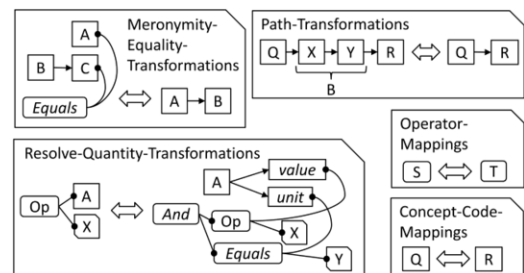 Meronymity-
Equality-
Transformations
A
B
C
Equals
A
B
Path-Transformations
Q
X
Y
R
Q
R
B
Resolve-Quantity-Transformations
Op
A
X
And
A
value
unit
Op
X
Equals
Y
Operator-
Mappings
S
T
Concept-Code-
Mappings
Q
R